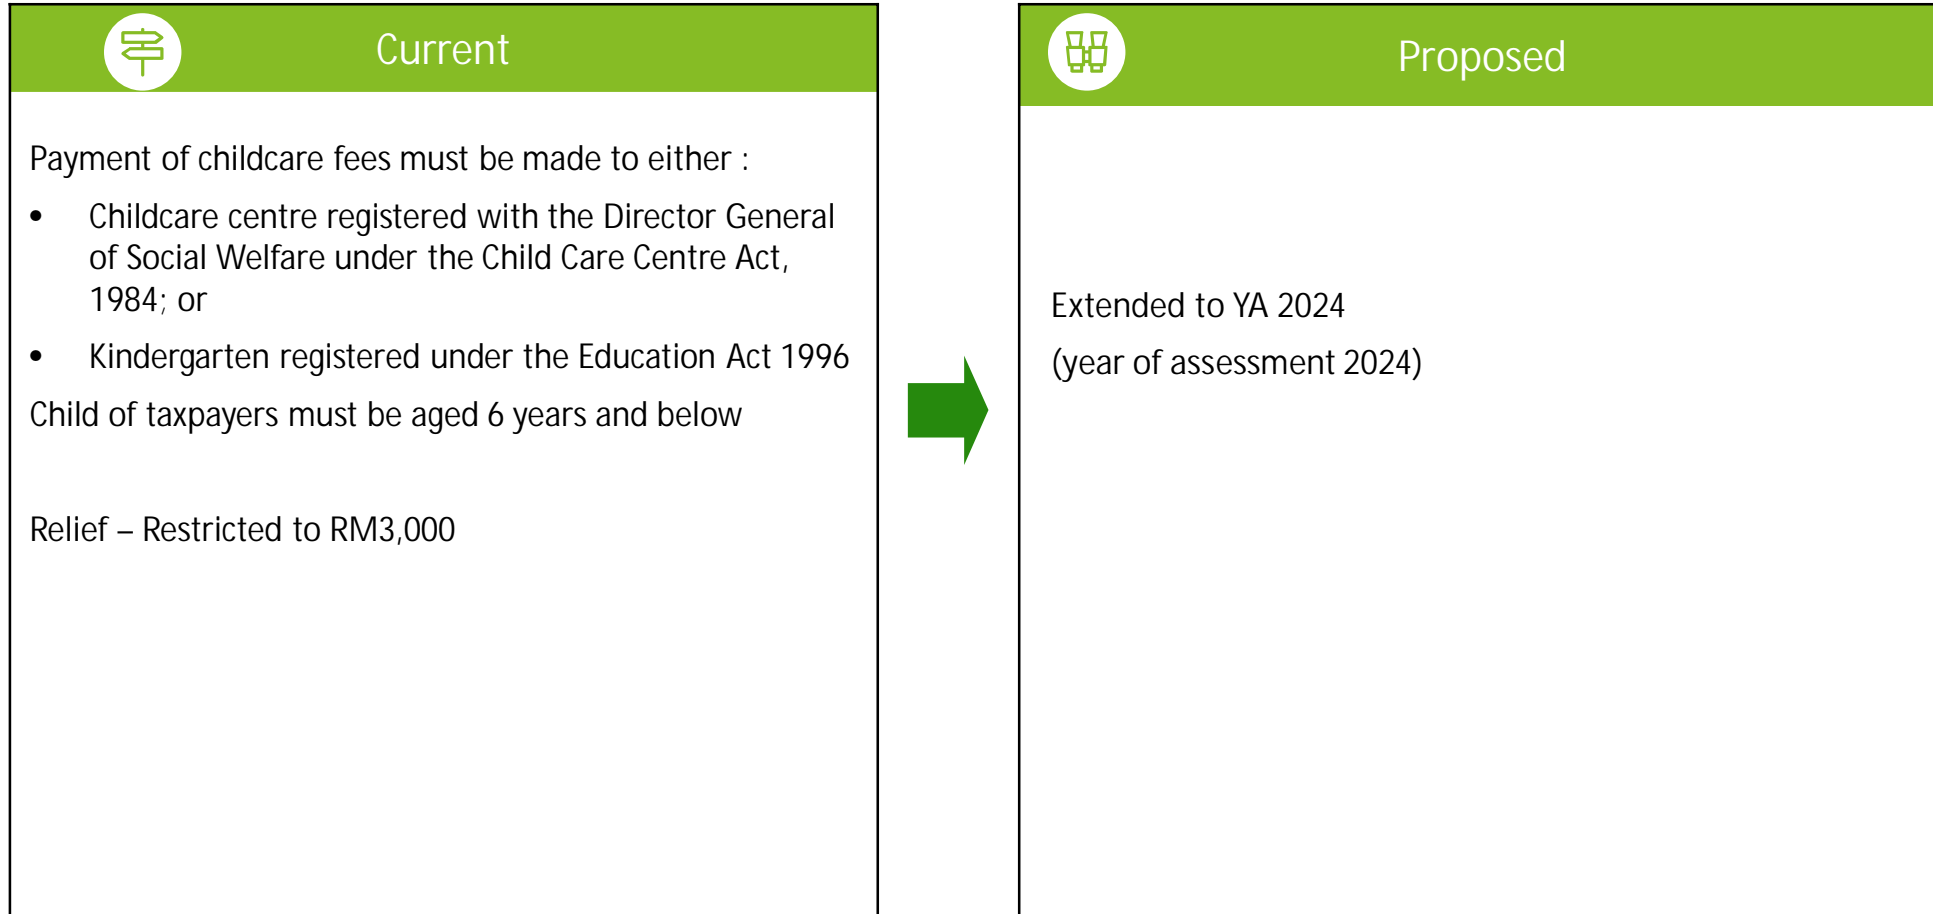 Current
Payment of childcare fees must be made to either :
• Childcare centre registered with the Director General
of Social Welfare under the Child Care Centre Act,
1984; or
• Kindergarten registered under the Education Act 1996
Child of taxpayers must be aged 6 years and below
Relief – Restricted to RM3,000
Proposed
Extended to YA 2024
(year of assessment 2024)